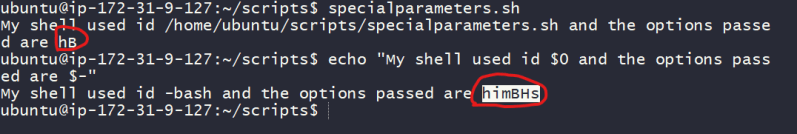 ubuntu@ip-172-31-9-127:~/scripts$ specialparameters.sh
My shell used id /home/ubuntu/scripts/specialparameters.sh and the options passe
d are hB
ubuntu@ip-172-31-9-127:~/scripts$ echo "My shell used id $0 and the options pass
ed are $-"
My shell used id -bash and the options passed are himBHs
ubuntu@ip-172-31-9-127:~/scripts$